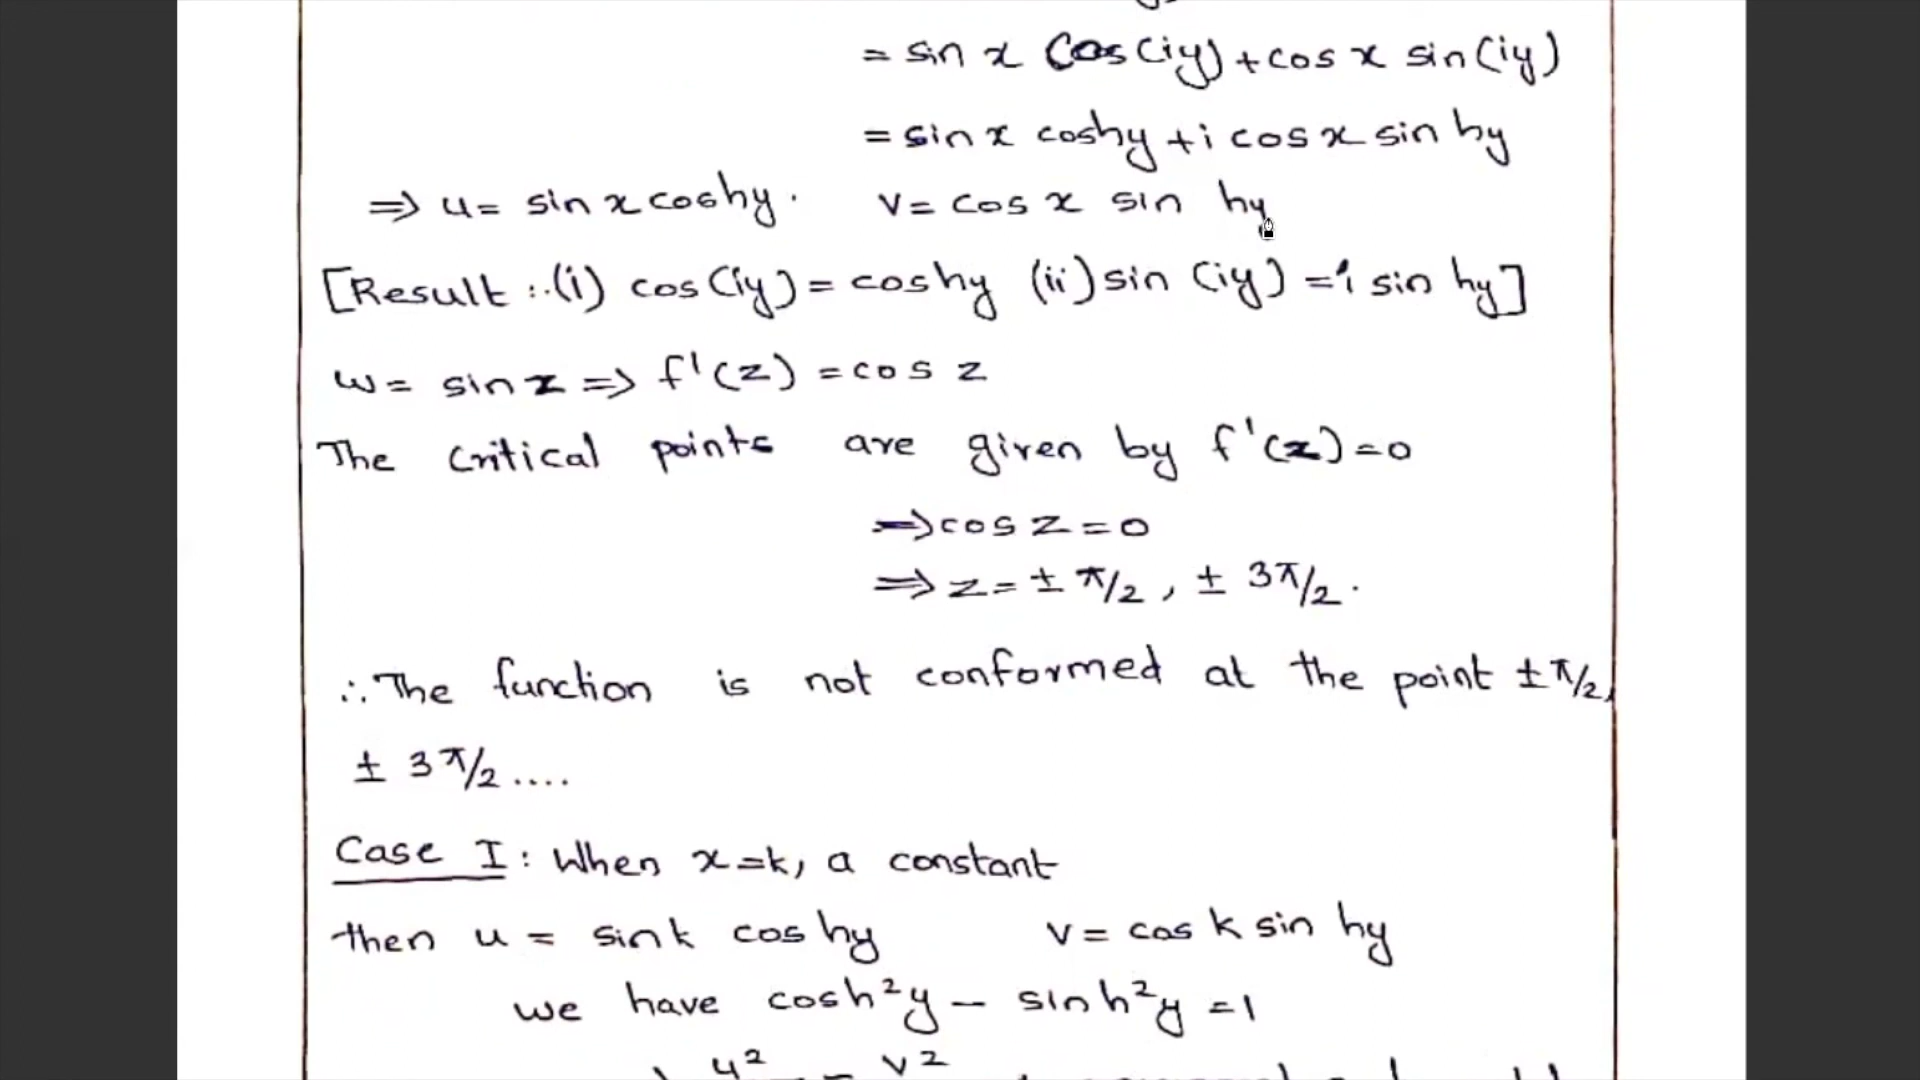 = sin x cos(iy) + cos x sin(iy)
= sin x coshy + i cos x sin hy
⇒ u = sin x coshy. v = cos x sin hy
[Result :. (i) cos(iy) = coshy (ii) sin (iy) = i sin hy]
w = sin z ⇒ f'(z) = cos z
The critical points are given by f'(z) = 0
⇒ cos z = 0
⇒ z = ± π/2, ± 3π/2.
∴ The function is not conformed at the point ± π/2,
± 3π/2 ....
Case I : When x = k, a constant
then u = sin k cos hy v = cos k sin hy
we have cosh²y - sinh²y = 1
u² - v²